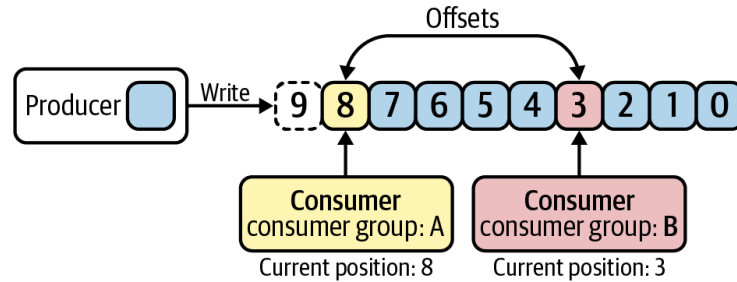 Offsets
Producer
Write
9 8 7 6 5 4 3 2 1 0
Consumer
consumer group: A
Current position: 8
Consumer
consumer group: B
Current position: 3